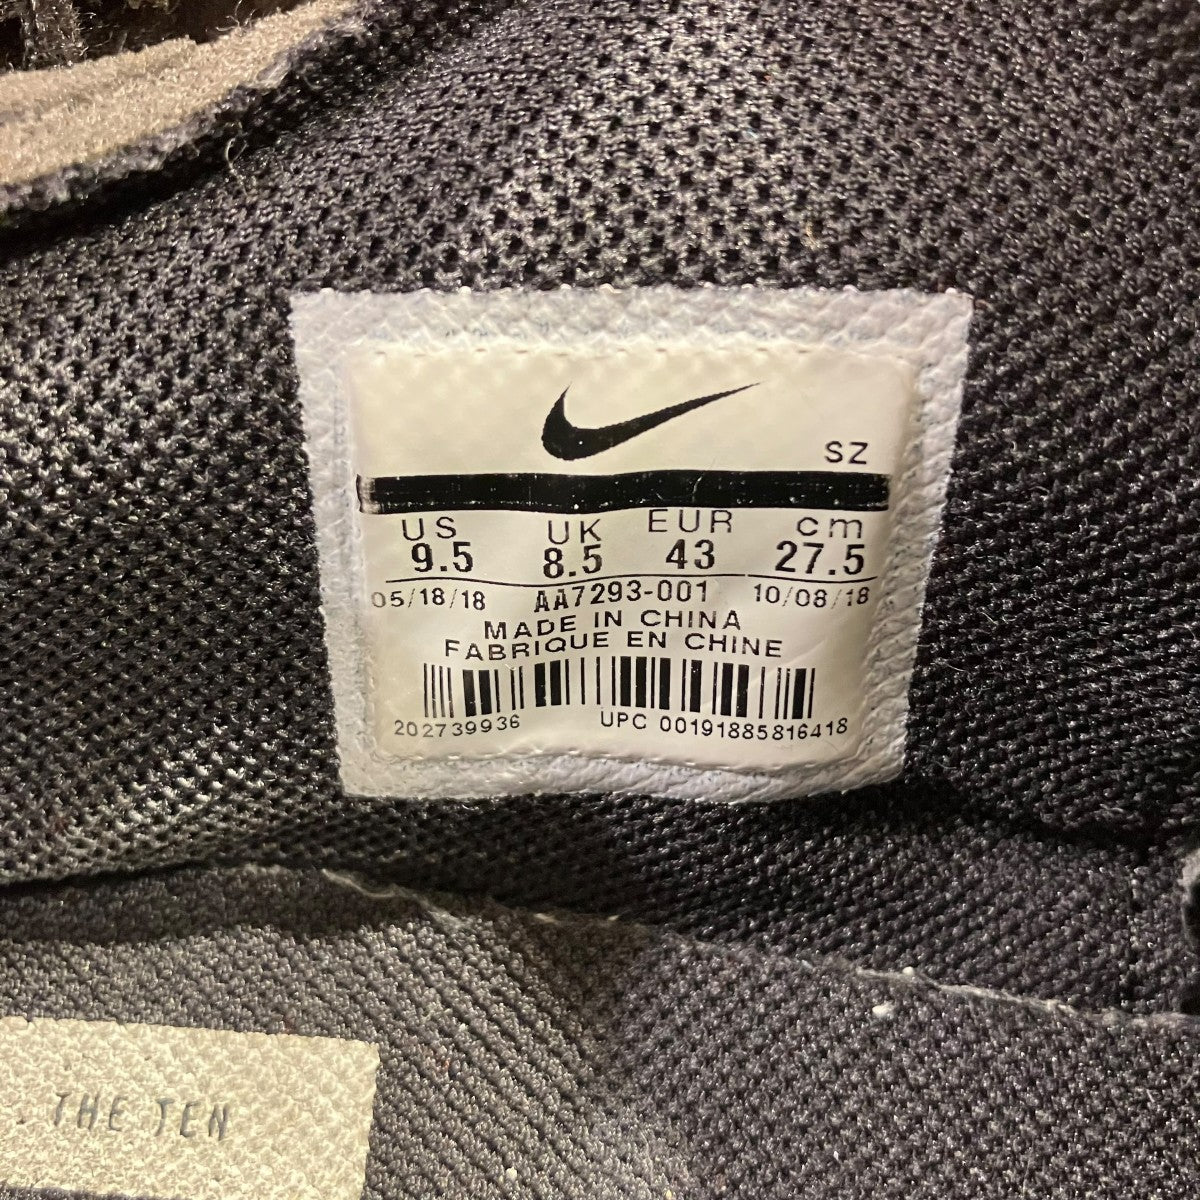 SZ
US UK EUR cm
9.5 8.5 43 27.5
05/18/18 AA7293-001 10/08/18
MADE IN CHINA
FABRIQUE EN CHINE
202739936 UPC 00191885816418
THE TEN